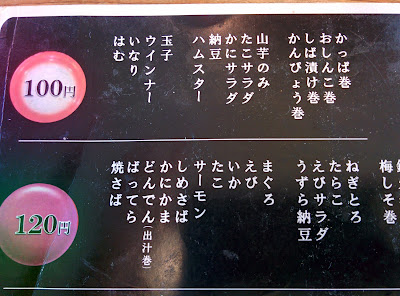 100円
かっぱ巻
おしんこ巻
しば漬け巻
かんぴょう巻
山芋のみ
たこサラダ
かにサラダ
納豆
ハムスター
玉子
ウインナー
いなり
はむ
120円
梅しそ巻
ねぎとろ
たらこ
えびサラダ
うずら納豆
まぐろ
えび
いか
たこ
サーモン
しめさば
かにかま
どんでん(出汁巻)
ばってら
焼さば